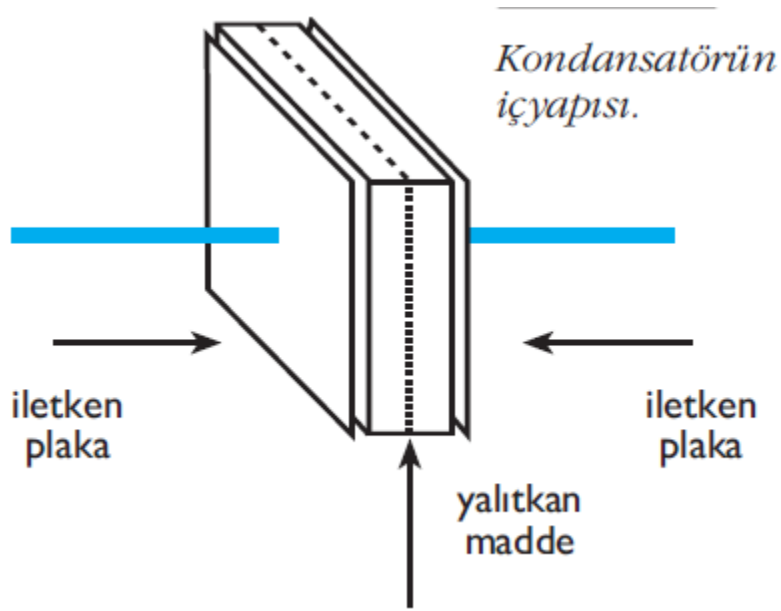 Kondansatörün
içyapısı.
iletken
plaka
iletken
plaka
yalıtkan
madde